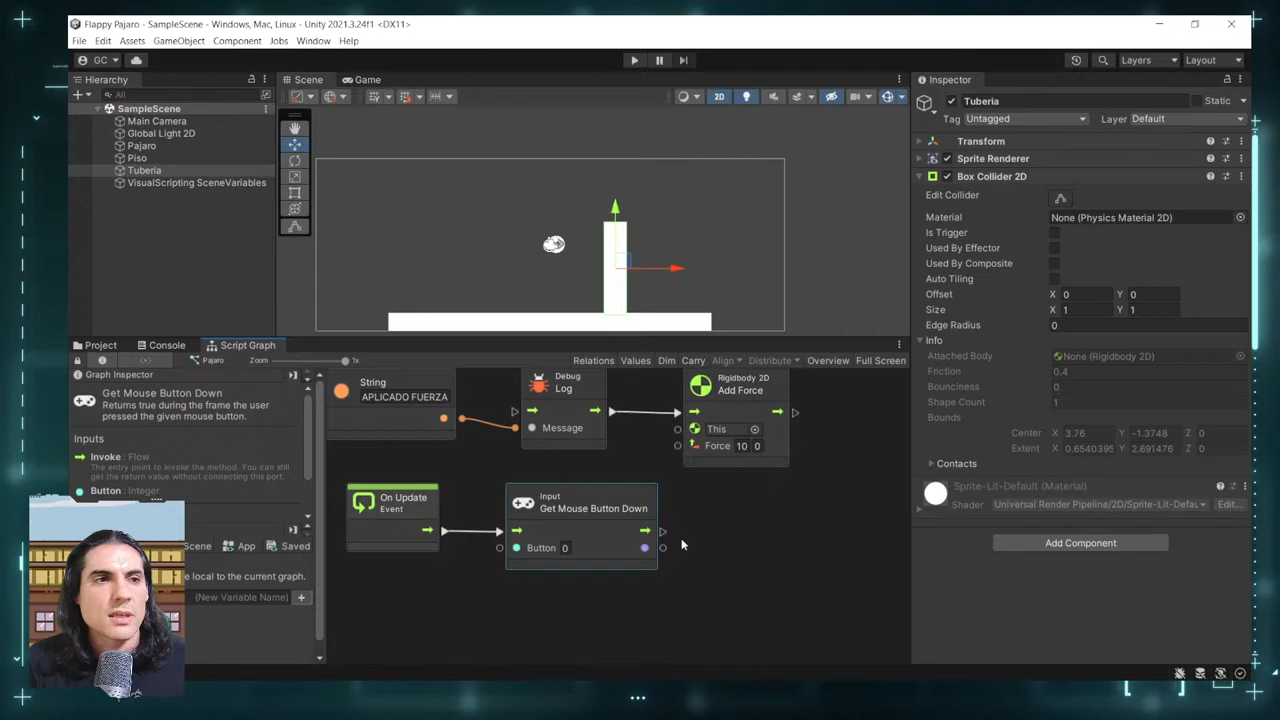 Flappy Pajaro - SampleScene - Windows, Mac, Linux - Unity 2021.3.24f1 <DX11>
File Edit Assets GameObject Component Jobs Window Help
GC
Layers
Layout
Hierarchy
All
SampleScene
Main Camera
Global Light 2D
Pajaro
Piso
Tuberia
VisualScripting SceneVariables
Scene
Game
2D
Inspector
Tuberia
Static
Tag Untagged
Layer Default
Transform
Sprite Renderer
Box Collider 2D
Edit Collider
Material None (Physics Material 2D)
Is Trigger
Used By Effector
Used By Composite
Auto Tiling
Offset X 0 Y 0
Size X 1 Y 1
Edge Radius 0
Info
Attached Body None (Rigidbody 2D)
Friction 0.4
Bounciness 0
Shape Count 1
Bounds
Center X 3.76 Y -1.3748 Z 0
Extent X 0.6540395 Y 2.691476 Z 0
Contacts
Sprite-Lit-Default (Material)
Shader Universal Render Pipeline/2D/Sprite-Lit-Defau
Edit...
Add Component
Project
Console
Script Graph
Pajaro
Zoom
1x
Relations Values Dim Carry Align Distribute Overview Full Screen
Graph Inspector
Get Mouse Button Down
Returns true during the frame the user
pressed the given mouse button.
Inputs
Invoke : Flow
The entry point to invoke the method. You can still
get the return value without connecting this port.
Button : Integer
Scene
App
Saved
e local to the current graph.
(New Variable Name)
String
APLICADO FUERZA
Debug
Log
Message
Rigidbody 2D
Add Force
This
Force 10 0
On Update
Event
Input
Get Mouse Button Down
Button 0